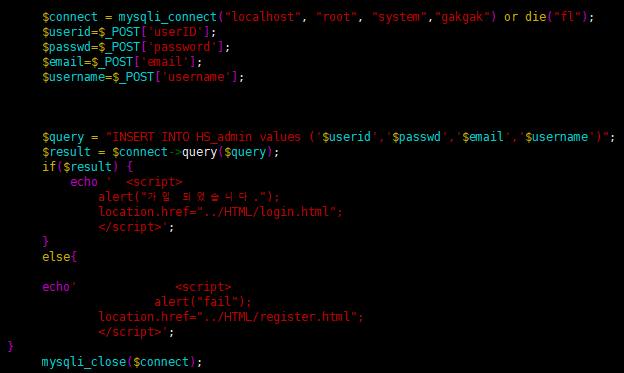 $connect = mysqli_connect("localhost", "root", "system","gakgak") or die("fl");
$userid=$_POST['userID'];
$passwd=$_POST['password'];
$email=$_POST['email'];
$username=$_POST['username'];
$query = "INSERT INTO HS_admin values ('$userid','$passwd','$email','$username')";
$result = $connect->query($query);
if($result) {
echo '  <script>
alert("가입 되었습니다.");
location.href="../HTML/login.html";
</script>';
}
else{
echo'              <script>
alert("fail");
location.href="../HTML/register.html";
</script>';
}
mysqli_close($connect);